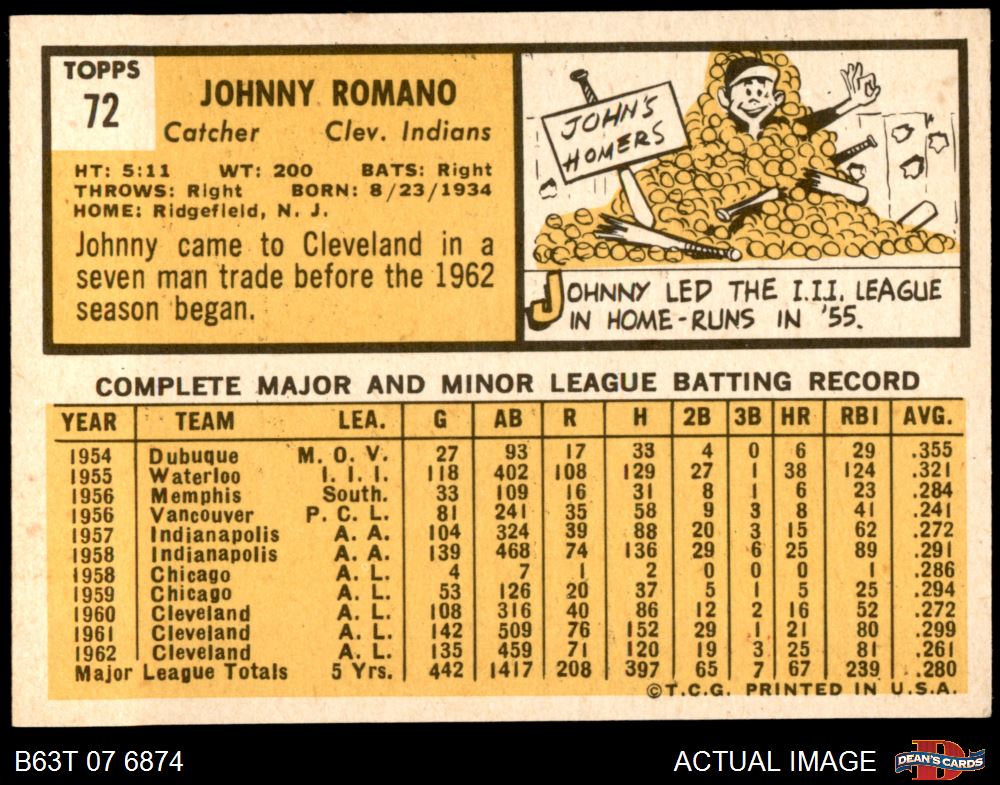 TOPPS
72
JOHNNY ROMANO
Catcher Clev. Indians
HT: 5:11 WT: 200 BATS: Right
THROWS: Right BORN: 8/23/1934
HOME: Ridgefield, N. J.
Johnny came to Cleveland in a
seven man trade before the 1962
season began.
JOHN'S
HOMERS
JOHNNY LED THE I.I.I. LEAGUE
IN HOME-RUNS IN '55.
COMPLETE MAJOR AND MINOR LEAGUE BATTING RECORD
YEAR TEAM LEA. G AB R H 2B 3B HR RBI AVG.
1954 Dubuque M. O. V. 27 93 17 33 4 0 6 29 .355
1955 Waterloo I. I. I. 118 402 108 129 27 1 38 124 .321
1956 Memphis South. 33 109 16 31 8 1 6 23 .284
1956 Vancouver P. C. L. 81 241 35 58 9 3 8 41 .241
1957 Indianapolis A. A. 104 324 39 88 20 3 15 62 .272
1958 Indianapolis A. A. 139 468 74 136 29 6 25 89 .291
1958 Chicago A. L. 4 7 1 2 0 0 0 1 .286
1959 Chicago A. L. 53 126 20 37 5 1 5 25 .294
1960 Cleveland A. L. 108 316 40 86 12 2 16 52 .272
1961 Cleveland A. L. 142 509 76 152 29 1 21 80 .299
1962 Cleveland A. L. 135 459 71 120 19 3 25 81 .261
Major League Totals 5 Yrs. 442 1417 208 397 65 7 67 239 .280
©T.C.G. PRINTED IN U.S.A.
B63T 07 6874 ACTUAL IMAGE DEAN'S CARDS